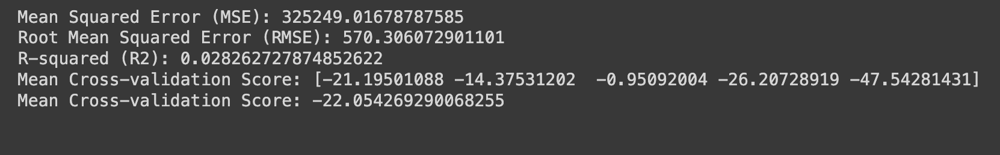 Mean Squared Error (MSE): 325249.01678787585
Root Mean Squared Error (RMSE): 570.306072901101
R-squared (R2): 0.028262727874852622
Mean Cross-validation Score: [-21.19501088 -14.37531202  -0.95092004 -26.20728919 -47.54281431]
Mean Cross-validation Score: -22.054269290068255